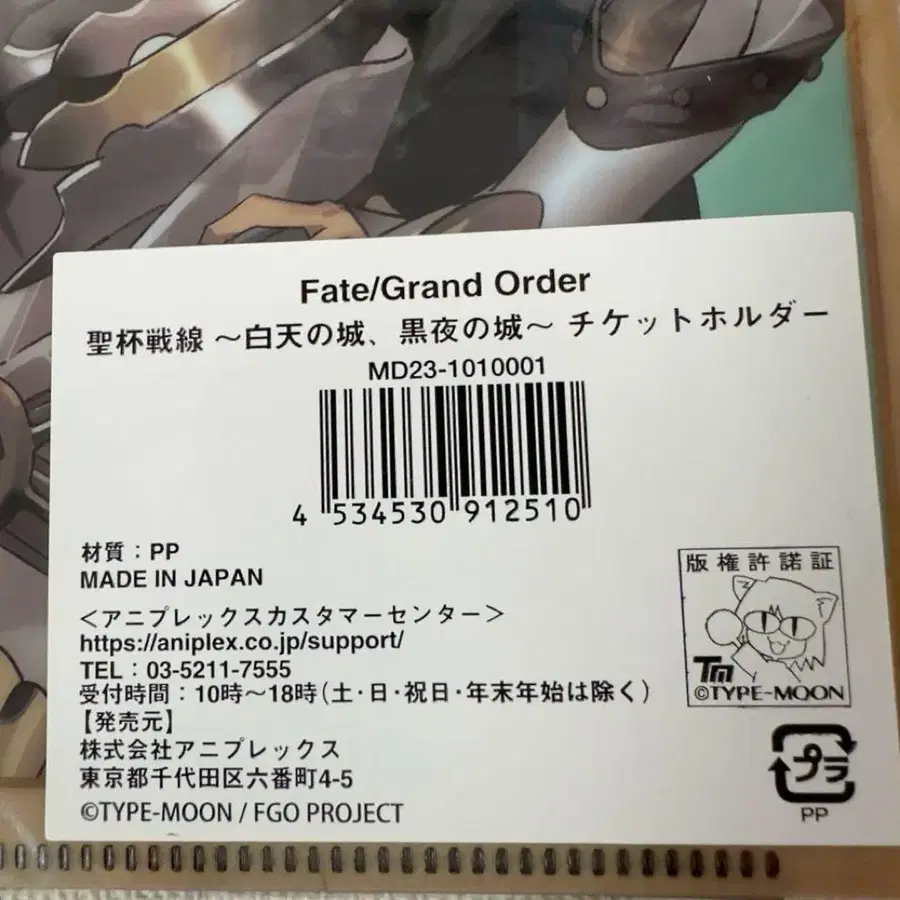 Fate/Grand Order
聖杯戦線 ～白天の城、黒夜の城～ チケットホルダー
MD23-1010001
4 534530 912510
材質：PP
MADE IN JAPAN
＜アニプレックスカスタマーセンター＞
https://aniplex.co.jp/support/
TEL：03-5211-7555
受付時間：10時～18時(土・日・祝日・年末年始は除く)
【発売元】
株式会社アニプレックス
東京都千代田区六番町4-5
©TYPE-MOON / FGO PROJECT
版権許諾証
TM
©TYPE-MOON
プラ
PP